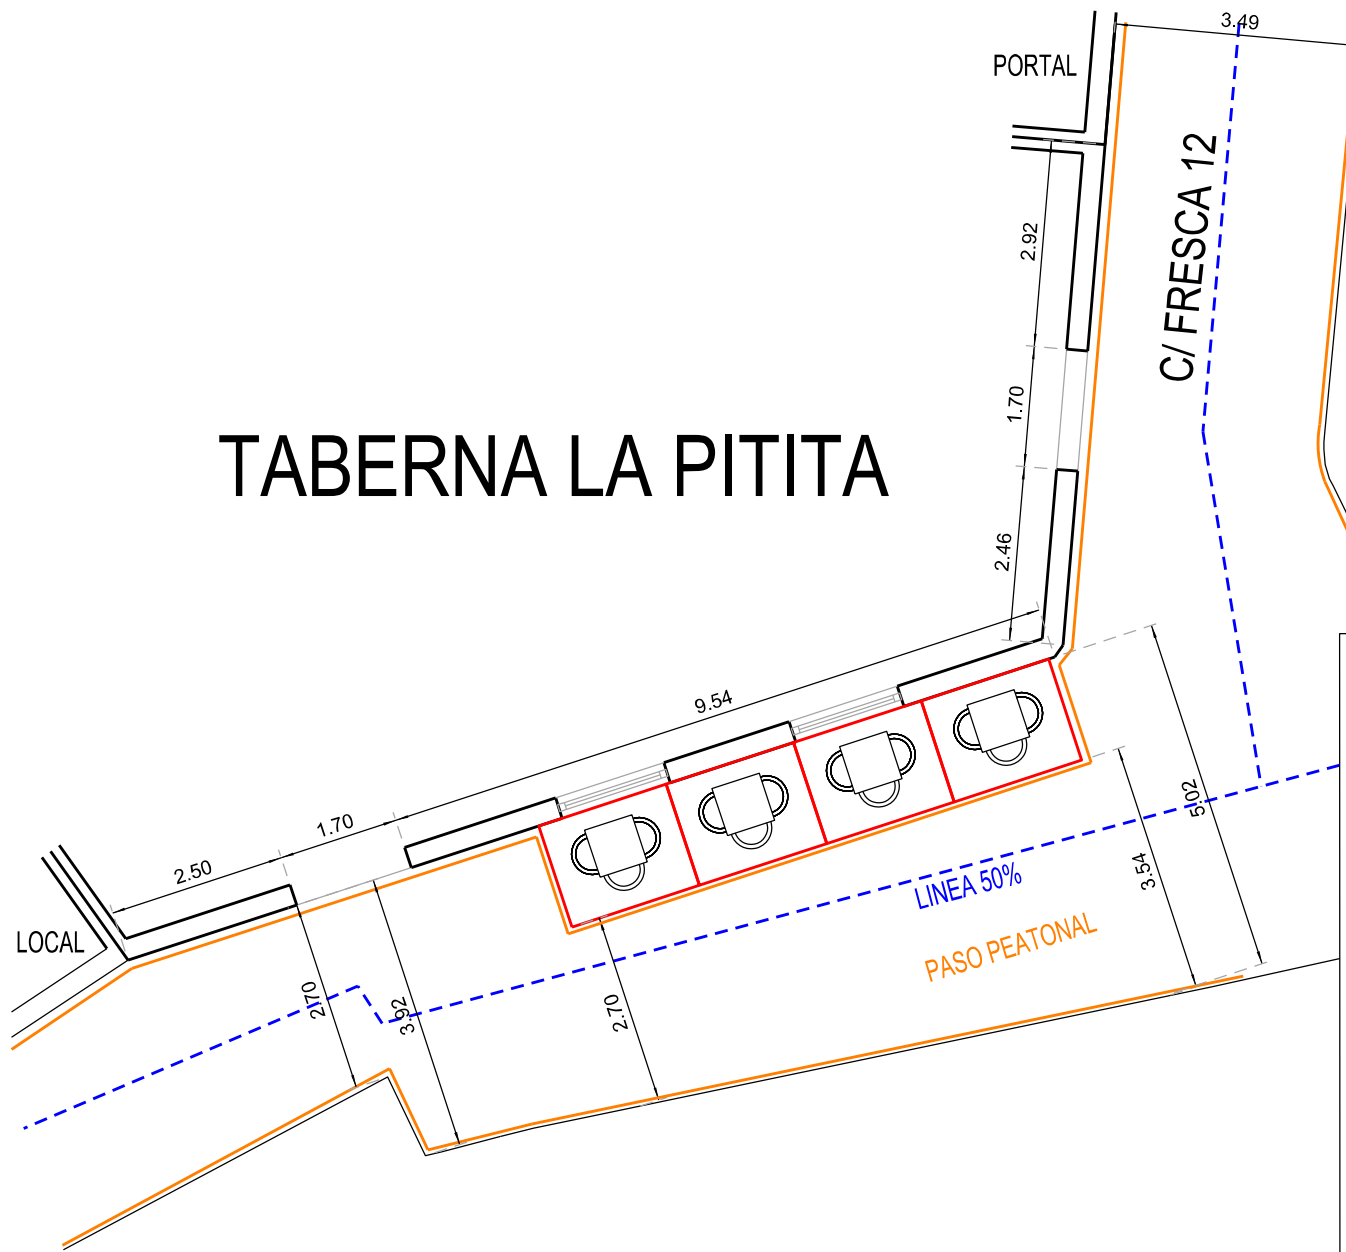 3.49
PORTAL
C/ FRESCA 12
2.92
1.70
TABERNA LA PITITA
2.46
9.54
1.70
2.50
5.02
3.54
LINEA 50%
LOCAL
PASO PEATONAL
2.70
3.92
2.70